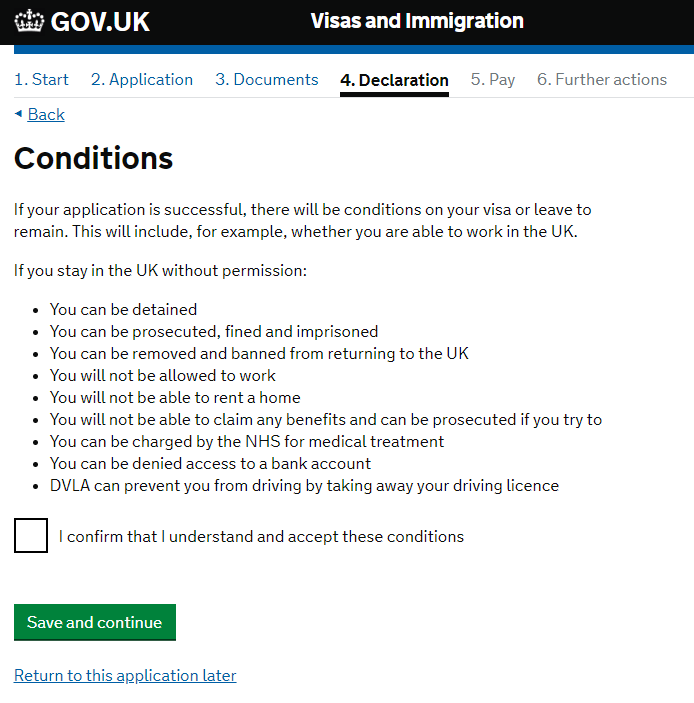 GOV.UK
Visas and Immigration
1. Start 2. Application 3. Documents 4. Declaration 5. Pay 6. Further actions
Back
Conditions
If your application is successful, there will be conditions on your visa or leave to
remain. This will include, for example, whether you are able to work in the UK.
If you stay in the UK without permission:
• You can be detained
• You can be prosecuted, fined and imprisoned
• You can be removed and banned from returning to the UK
• You will not be allowed to work
• You will not be able to rent a home
• You will not be able to claim any benefits and can be prosecuted if you try to
• You can be charged by the NHS for medical treatment
• You can be denied access to a bank account
• DVLA can prevent you from driving by taking away your driving licence
I confirm that I understand and accept these conditions
Save and continue
Return to this application later